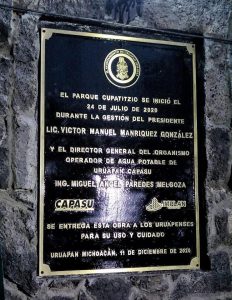 EL PARQUE CUPATITZIO SE INICIÓ EL
24 DE JULIO DE 2020
DURANTE LA GESTIÓN DEL PRESIDENTE
LIC. VICTOR MANUEL MANRIQUEZ GONZÁLEZ
Y EL DIRECTOR GENERAL DEL ORGANISMO
OPERADOR DE AGUA POTABLE DE
URUAPAN CAPASU
ING. MIGUEL ÁNGEL PAREDES MELGOZA
CAPASU
SE ENTREGA ESTA OBRA A LOS URUAPENSES
PARA SU USO Y CUIDADO
URUAPAN MICHOACÁN, 11 DE DICIEMBRE DE 2020